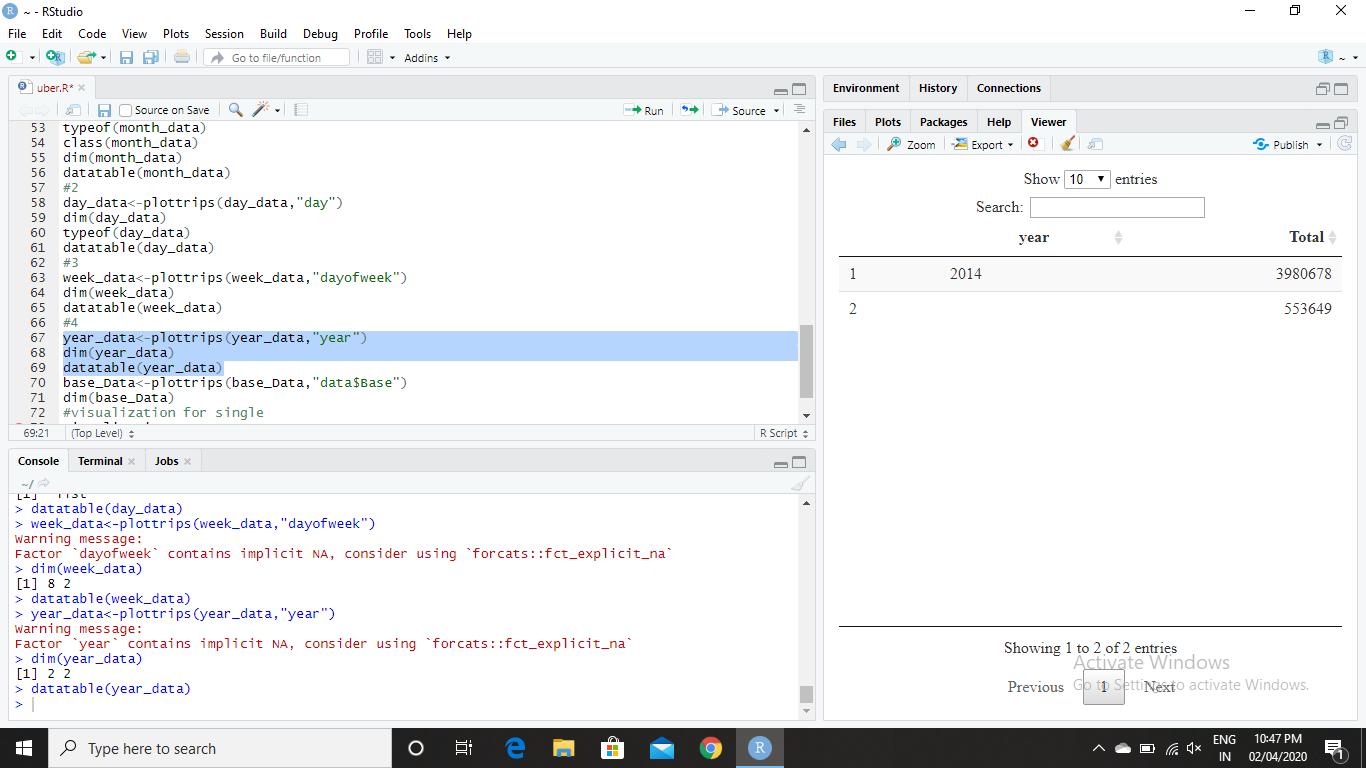 ~ - RStudio
File Edit Code View Plots Session Build Debug Profile Tools Help
Go to file/function
Addins
uber.R*
Source on Save
Run
Source
53 typeof(month_data)
54 class(month_data)
55 dim(month_data)
56 datatable(month_data)
57 #2
58 day_data<-plottrips(day_data,"day")
59 dim(day_data)
60 typeof(day_data)
61 datatable(day_data)
62 #3
63 week_data<-plottrips(week_data,"dayofweek")
64 dim(week_data)
65 datatable(week_data)
66 #4
67 year_data<-plottrips(year_data,"year")
68 dim(year_data)
69 datatable(year_data)
70 base_Data<-plottrips(base_Data,"data$Base")
71 dim(base_Data)
72 #visualization for single
69:21 (Top Level) R Script
Console Terminal Jobs
~/
> datatable(day_data)
> week_data<-plottrips(week_data,"dayofweek")
Warning message:
Factor `dayofweek` contains implicit NA, consider using `forcats::fct_explicit_na`
> dim(week_data)
[1] 8 2
> datatable(week_data)
> year_data<-plottrips(year_data,"year")
Warning message:
Factor `year` contains implicit NA, consider using `forcats::fct_explicit_na`
> dim(year_data)
[1] 2 2
> datatable(year_data)
>
Environment History Connections
Files Plots Packages Help Viewer
Zoom Export Publish
Show 10 entries
Search:
year Total
1 2014 3980678
2 553649
Showing 1 to 2 of 2 entries
Previous 1 Next
Activate Windows
Go to Settings to activate Windows.
Type here to search
ENG
IN
10:47 PM
02/04/2020
1